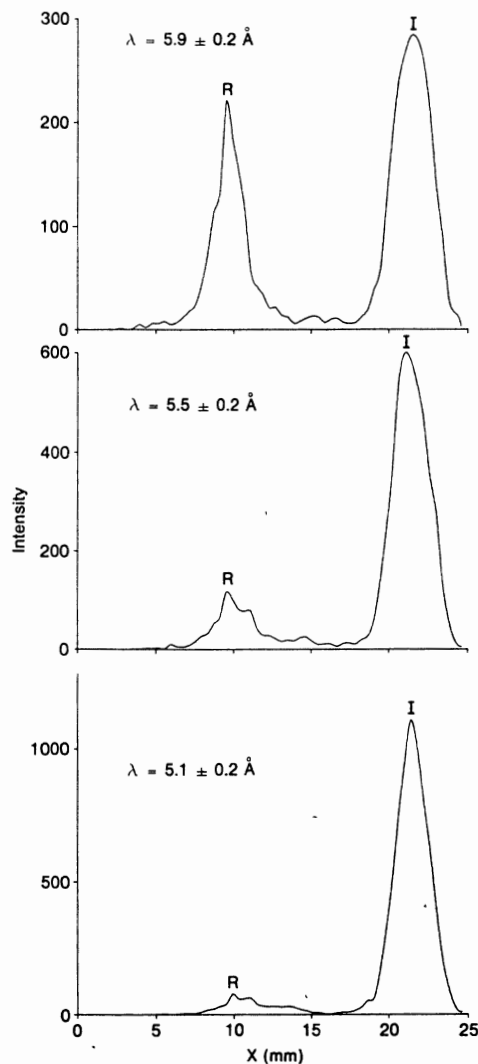 300
λ = 5.9 ± 0.2 Å
I
R
200
100
0
600
I
λ = 5.5 ± 0.2 Å
400
Intensity
R
200
0
I
1000
λ = 5.1 ± 0.2 Å
500
R
0
0 5 10 15 20 25
X (mm)